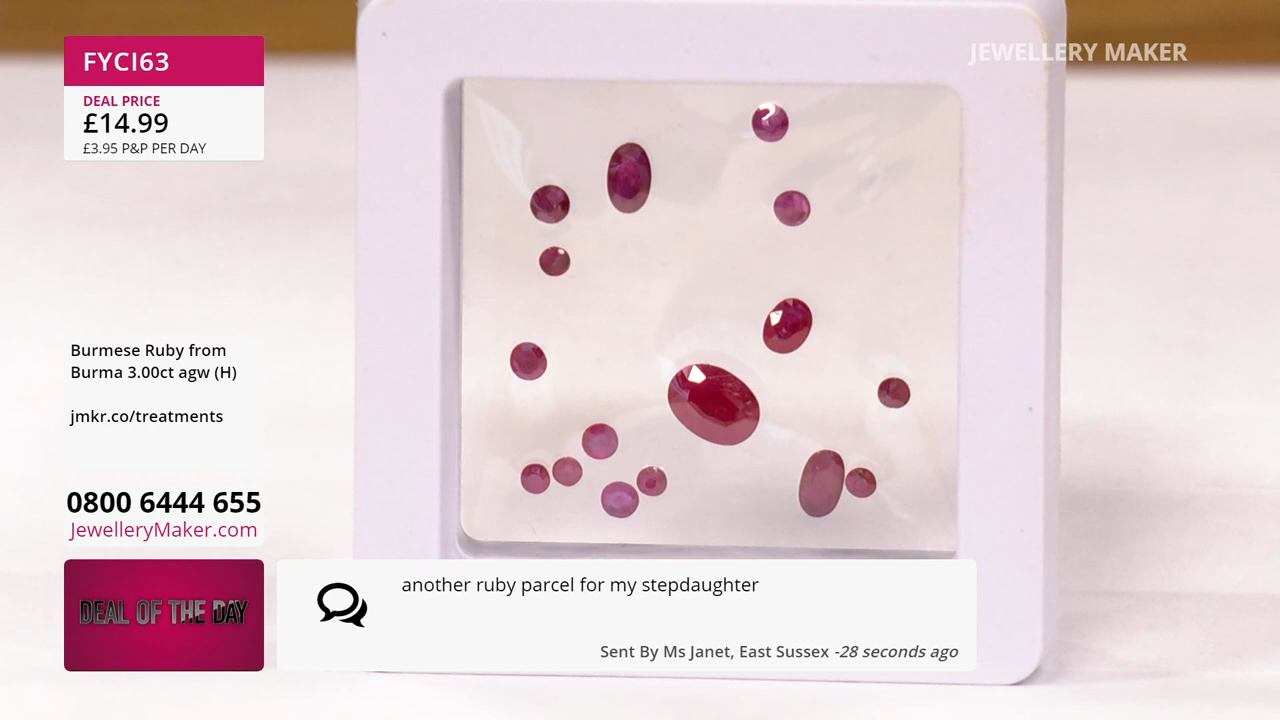 FYCI63
DEAL PRICE
£14.99
£3.95 P&P PER DAY
JEWELLERY MAKER
Burmese Ruby from
Burma 3.00ct agw (H)
jmkr.co/treatments
0800 6444 655
JewelleryMaker.com
DEAL OF THE DAY
another ruby parcel for my stepdaughter
Sent By Ms Janet, East Sussex -28 seconds ago